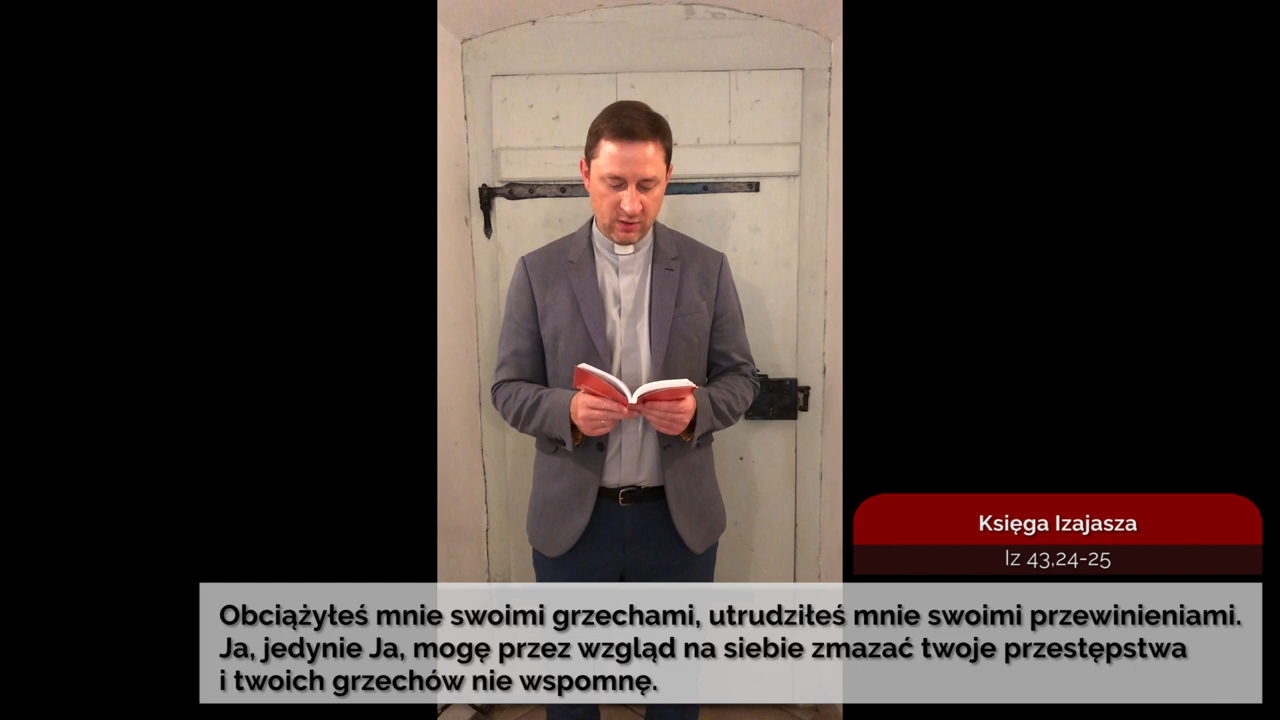 Księga Izajasza
Iz 43,24-25
Obciążyłeś mnie swoimi grzechami, utrudziłeś mnie swoimi przewinieniami.
Ja, jedynie Ja, mogę przez wzgląd na siebie zmazać twoje przestępstwa
i twoich grzechów nie wspomnę.